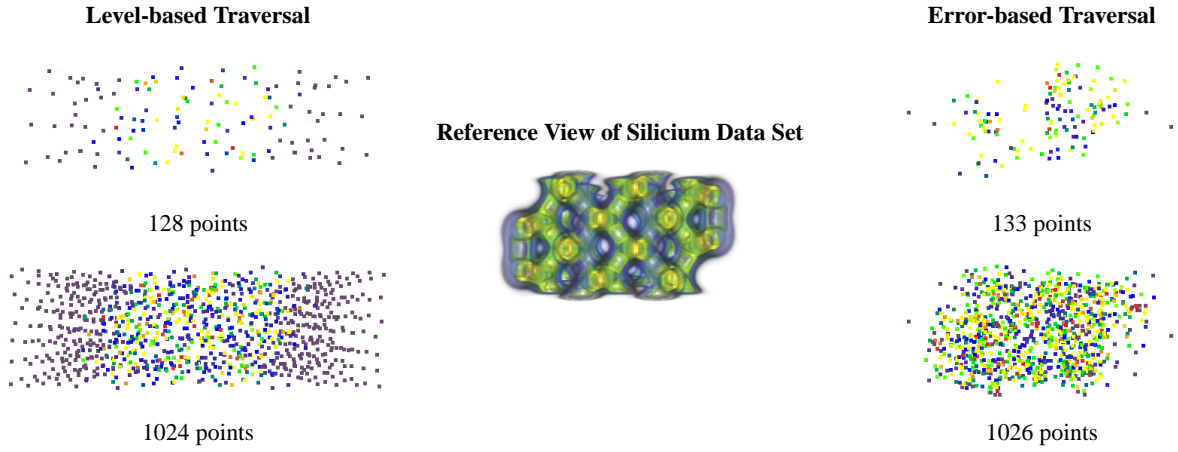 Level-based Traversal
Error-based Traversal
Reference View of Silicium Data Set
128 points
133 points
1024 points
1026 points